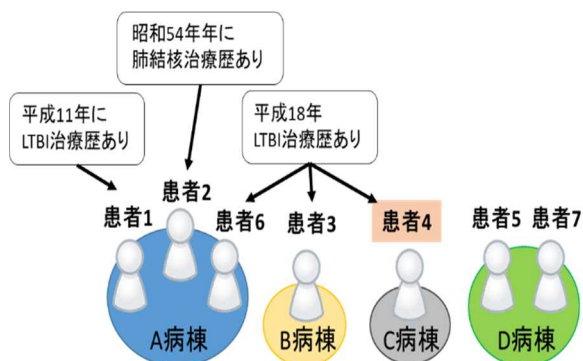 昭和54年年に
肺結核治療歴あり
平成11年に
LTBI治療歴あり
平成18年
LTBI治療歴あり
患者1
患者2
患者6
患者3
患者4
患者5
患者7
A病棟
B病棟
C病棟
D病棟